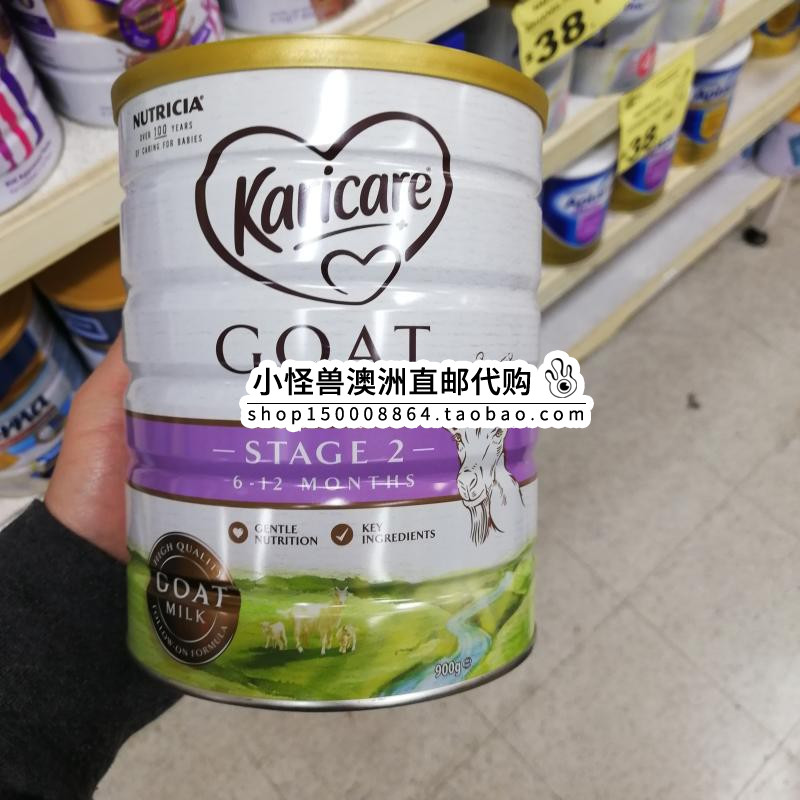 NUTRICIA®
OVER 100 YEARS
OF CARING FOR BABIES
Karicare®
GOAT
小怪兽澳洲直邮代购
shop150008864.taobao.com
STAGE 2
6-12 MONTHS
GENTLE
NUTRITION
KEY
INGREDIENTS
HIGH QUALITY
GOAT
MILK
FOLLOW-ON FORMULA
900g
$38
38